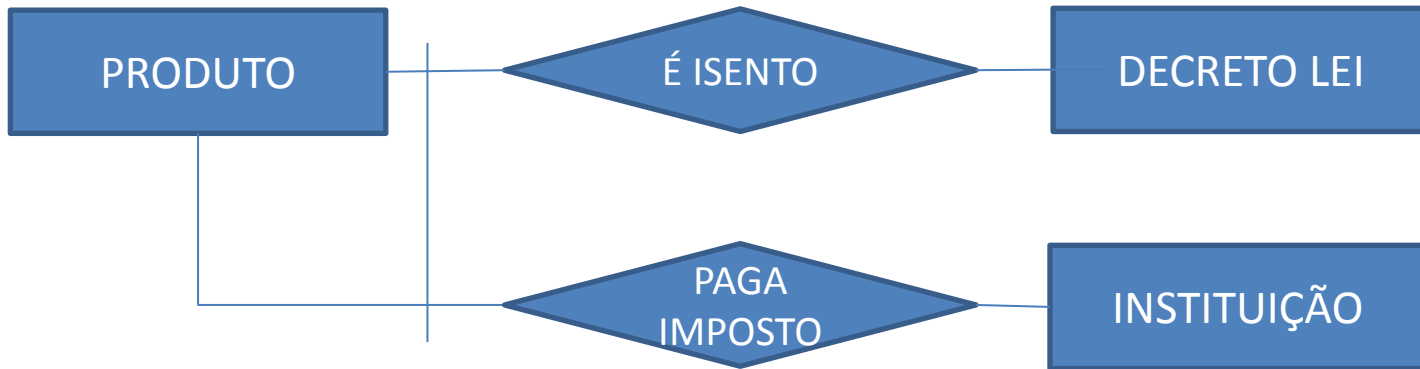 PRODUTO
É ISENTO
DECRETO LEI
PAGA
IMPOSTO
INSTITUIÇÃO